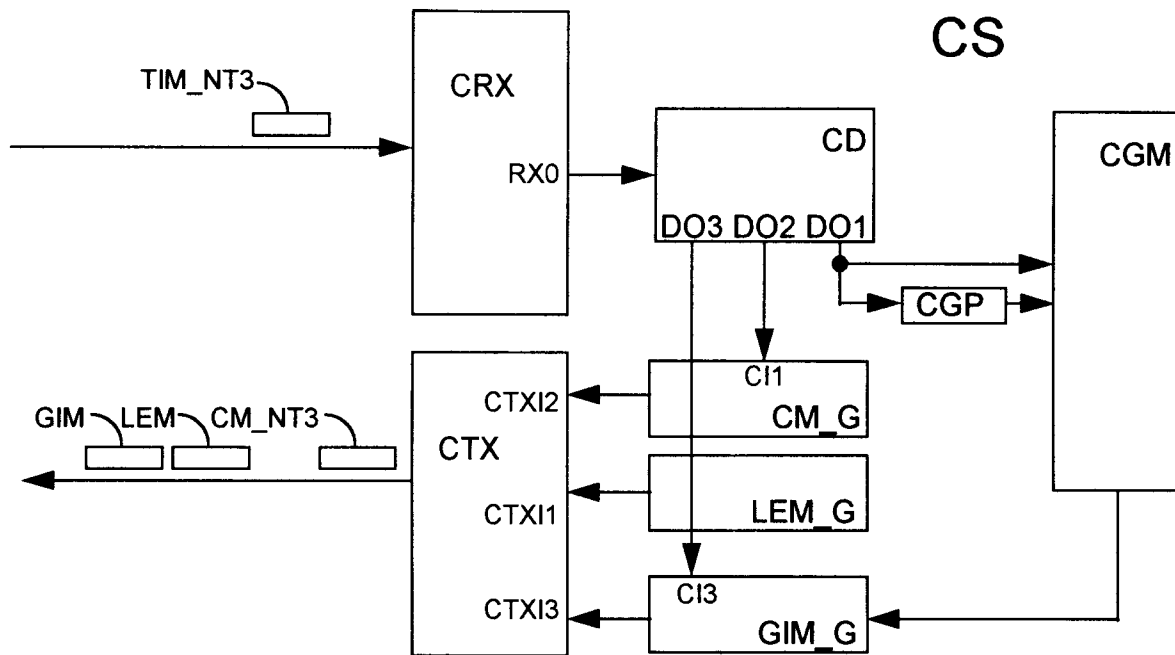 CS
TIM_NT3
CRX
RX0
CD
DO3 DO2 DO1
CGM
CGP
CI1
CM_G
CTXI2
GIM LEM CM_NT3
CTX
CTXI1
LEM_G
CI3
CTXI3
GIM_G